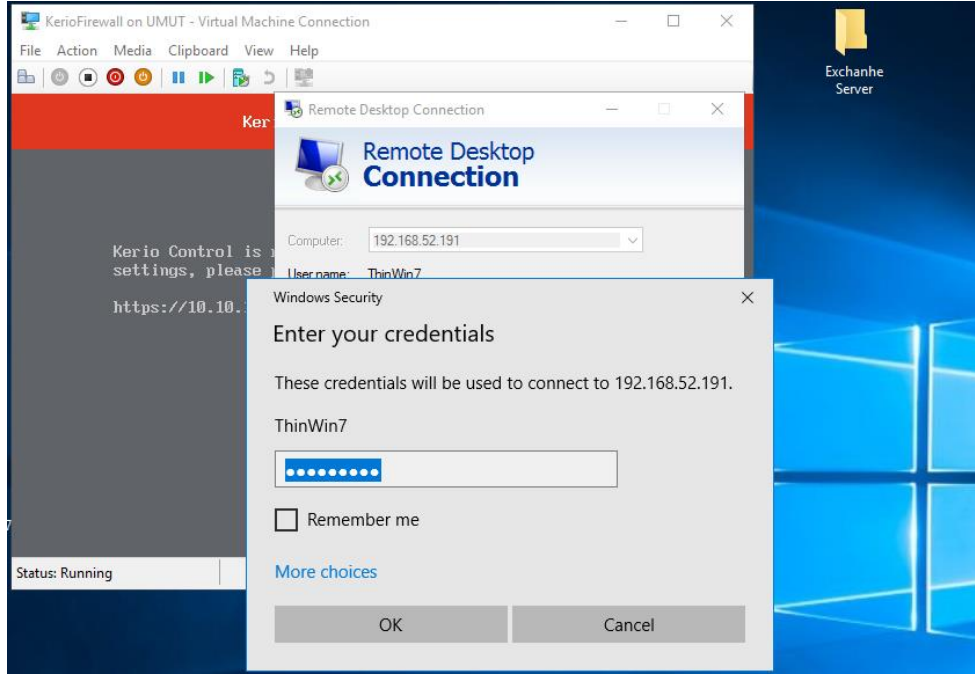 KerioFirewall on UMUT - Virtual Machine Connection
File Action Media Clipboard View Help
Exchanhe
Server
Remote Desktop Connection
Remote Desktop
Connection
Computer: 192.168.52.191
User name: ThinWin7
Kerio Control is
settings, please
https://10.10.
Windows Security
Enter your credentials
These credentials will be used to connect to 192.168.52.191.
ThinWin7
Remember me
More choices
OK Cancel
Status: Running